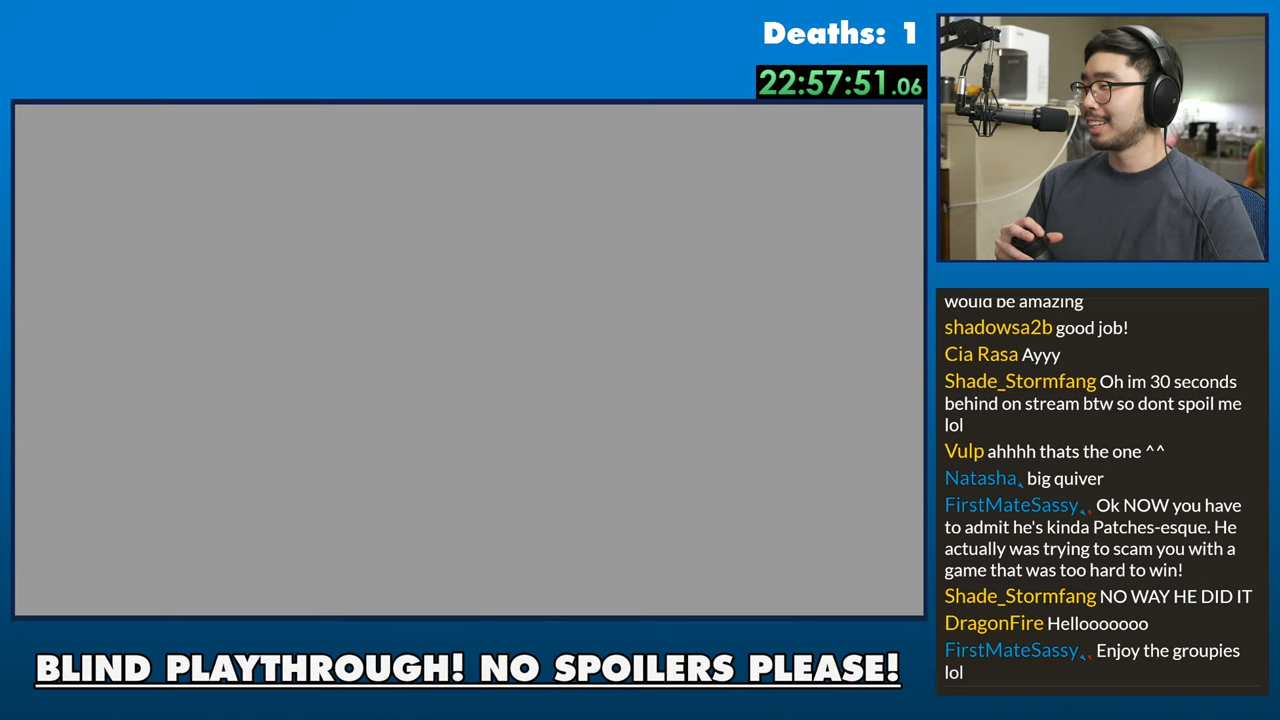 Deaths: 1
22:57:51.06
would be amazing
shadowsa2b good job!
Cia Rasa Ayyy
Shade_Stormfang Oh im 30 seconds
behind on stream btw so dont spoil me
lol
Vulp ahhhh thats the one ^^
Natasha big quiver
FirstMateSassy Ok NOW you have
to admit he's kinda Patches-esque. He
actually was trying to scam you with a
game that was too hard to win!
Shade_Stormfang NO WAY HE DID IT
DragonFire Hellooooooo
FirstMateSassy Enjoy the groupies
lol
BLIND PLAYTHROUGH! NO SPOILERS PLEASE!